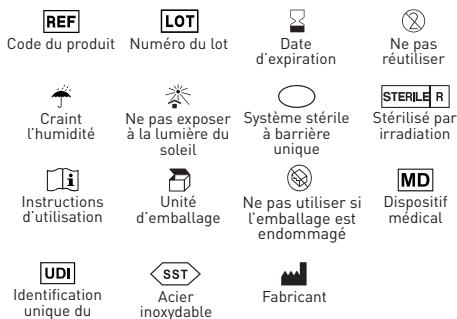 REF
LOT
Code du produit
Numéro du lot
Date
d'expiration
Ne pas
réutiliser
STERILE R
Craint
l'humidité
Ne pas exposer
à la lumière du
soleil
Système stérile
à barrière
unique
Stérilisé par
irradiation
i
MD
Instructions
d'utilisation
Unité
d'emballage
Ne pas utiliser si
l'emballage est
endommagé
Dispositif
médical
UDI
SST
Identification
unique du
Acier
inoxydable
Fabricant